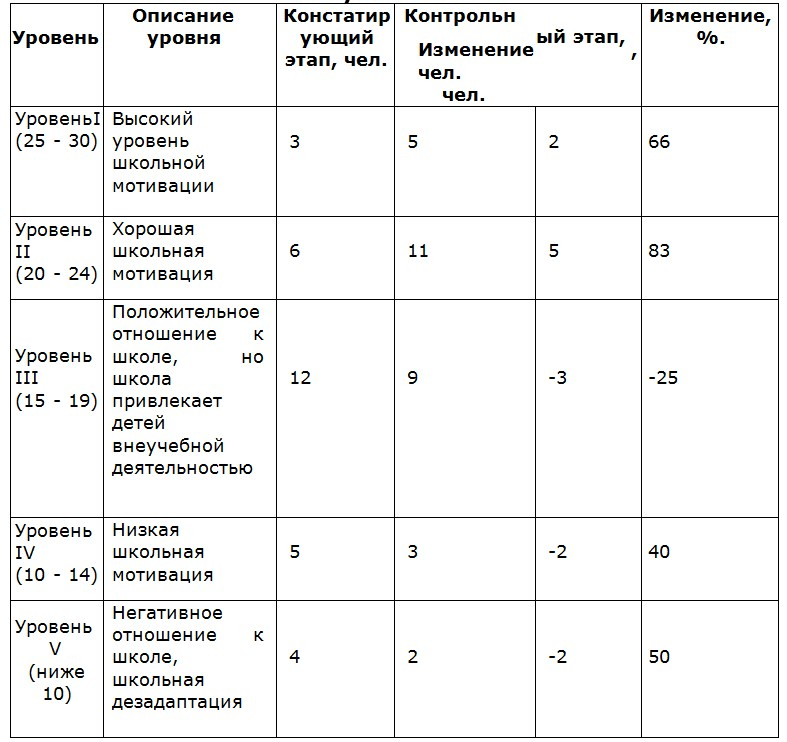 Уровень
Описание
уровня
Констатир
ующий
этап, чел.
Контрольн
ый этап,
Изменение ,
чел.
чел.
Изменение,
%.
УровеньI
(25 - 30)
Высокий
уровень
школьной
мотивации
3
5
2
66
Уровень
II
(20 - 24)
Хорошая
школьная
мотивация
6
11
5
83
Уровень
III
(15 - 19)
Положительное
отношение к
школе, но
школа
привлекает
детей
внеучебной
деятельностью
12
9
-3
-25
Уровень
IV
(10 - 14)
Низкая
школьная
мотивация
5
3
-2
40
Уровень
V
(ниже
10)
Негативное
отношение к
школе,
школьная
дезадаптация
4
2
-2
50